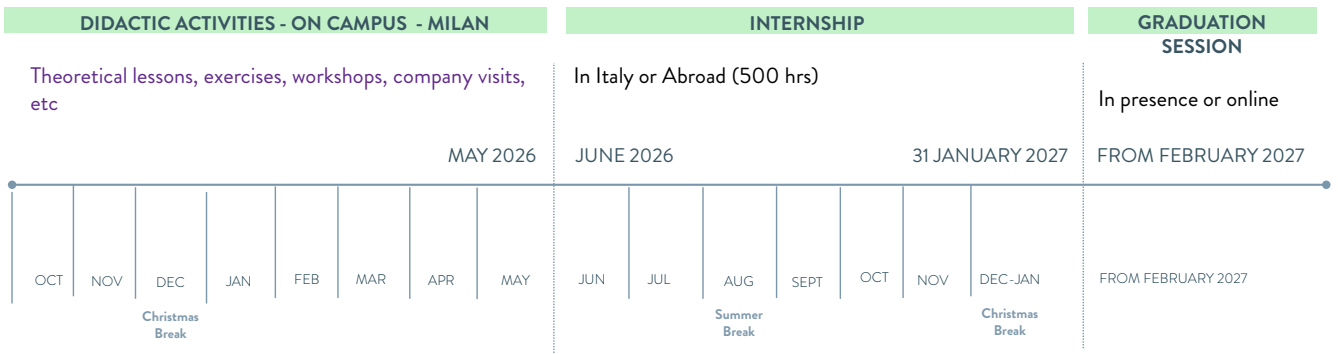 DIDACTIC ACTIVITIES - ON CAMPUS - MILAN
INTERNSHIP
GRADUATION
SESSION
Theoretical lessons, exercises, workshops, company visits,
etc
In Italy or Abroad (500 hrs)
In presence or online
MAY 2026
JUNE 2026
31 JANUARY 2027
FROM FEBRUARY 2027
OCT
NOV
DEC
JAN
FEB
MAR
APR
MAY
JUN
JUL
AUG
SEPT
OCT
NOV
DEC-JAN
FROM FEBRUARY 2027
Christmas
Break
Summer
Break
Christmas
Break